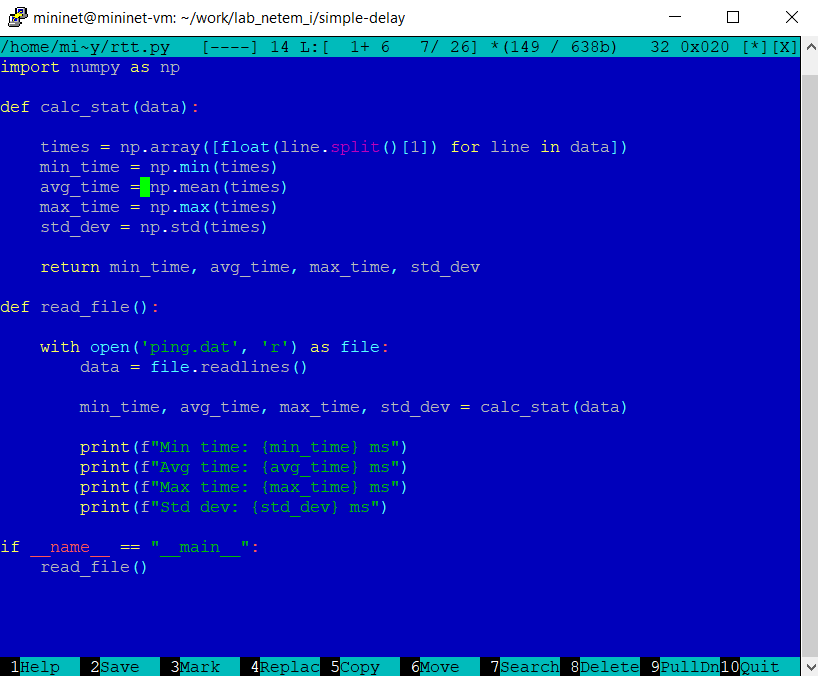 mininet@mininet-vm: ~/work/lab_netem_i/simple-delay
/home/mi~y/rtt.py   [----] 14 L:[  1+ 6   7/ 26] *(149 / 638b)   32 0x020 [*][X]
import numpy as np

def calc_stat(data):

    times = np.array([float(line.split()[1]) for line in data])
    min_time = np.min(times)
    avg_time = np.mean(times)
    max_time = np.max(times)
    std_dev = np.std(times)

    return min_time, avg_time, max_time, std_dev

def read_file():

    with open('ping.dat', 'r') as file:
        data = file.readlines()

        min_time, avg_time, max_time, std_dev = calc_stat(data)

        print(f"Min time: {min_time} ms")
        print(f"Avg time: {avg_time} ms")
        print(f"Max time: {max_time} ms")
        print(f"Std dev: {std_dev} ms")

if __name__ == "__main__":
    read_file()

1Help 2Save 3Mark 4Replac 5Copy 6Move 7Search 8Delete 9PullDn 10Quit